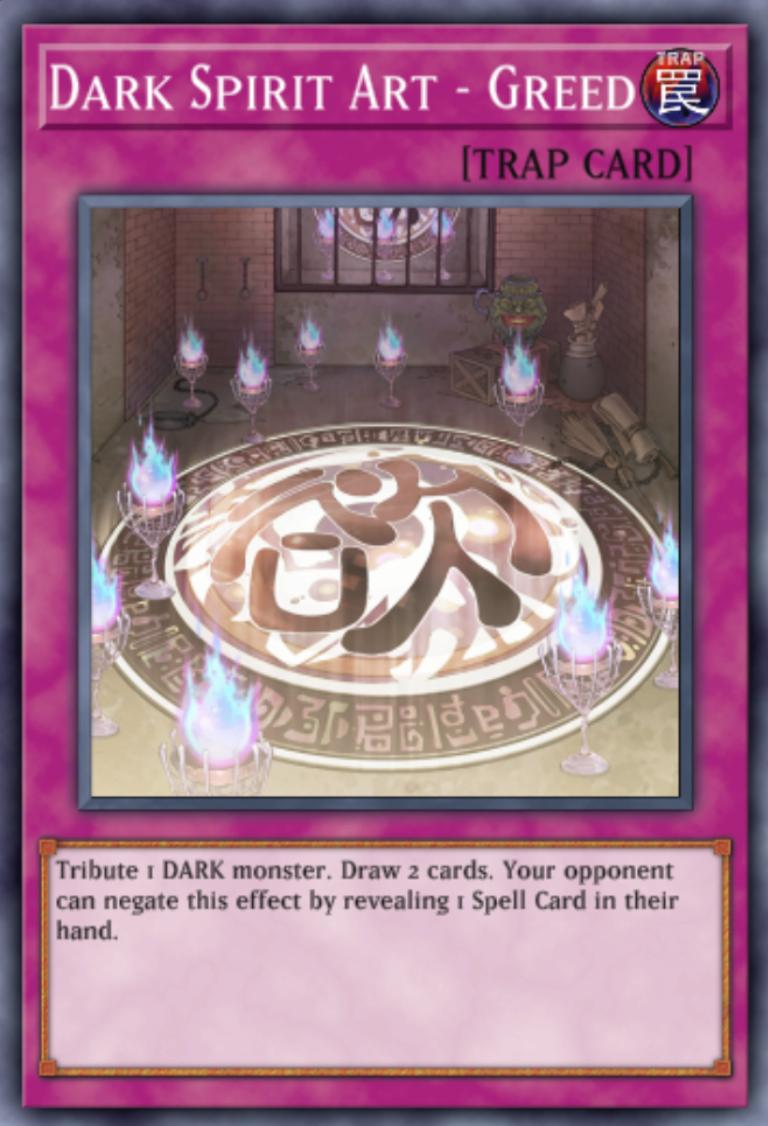 DARK SPIRIT ART - GREED
TRAP
罠
[TRAP CARD]
欲
Tribute 1 DARK monster. Draw 2 cards. Your opponent
can negate this effect by revealing 1 Spell Card in their
hand.